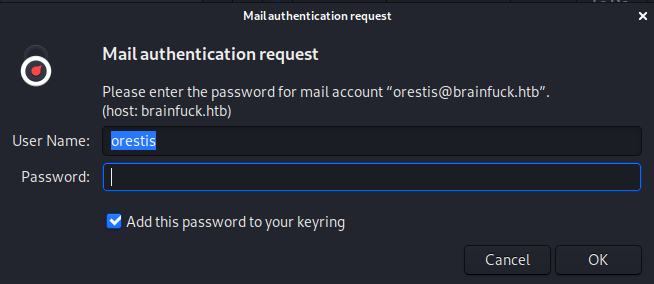 Mail authentication request
Mail authentication request
Please enter the password for mail account “orestis@brainfuck.htb”.
(host: brainfuck.htb)
User Name: orestis
Password:
Add this password to your keyring
Cancel OK